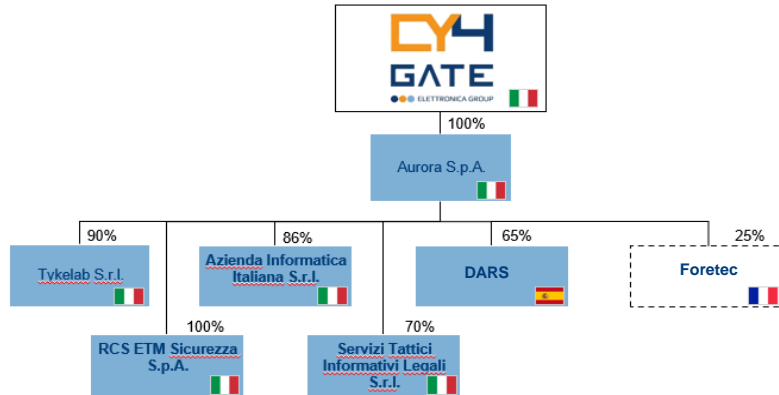 CY4
GATE
ELETTRONICA GROUP
100%
Aurora S.p.A.
90%
86%
65%
25%
Tykelab S.r.l.
Azienda Informatica
Italiana S.r.l.
DARS
Foretec
100%
70%
RCS ETM Sicurezza
S.p.A.
Servizi Tattici
Informativi Legali
S.r.l.